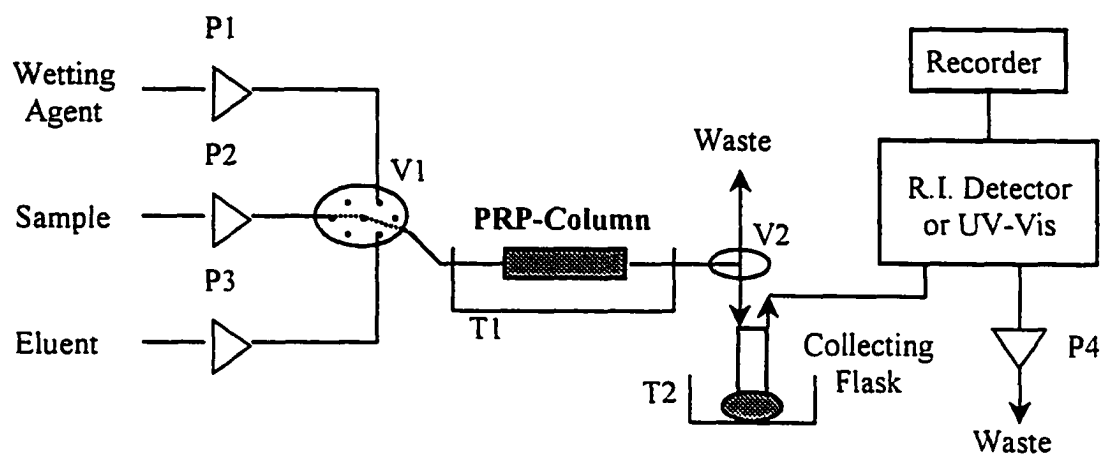 P1
Wetting
Agent
P2
Sample
V1
P3
Eluent
PRP-Column
T1
Waste
V2
Collecting
Flask
T2
Recorder
R.I. Detector
or UV-Vis
P4
Waste